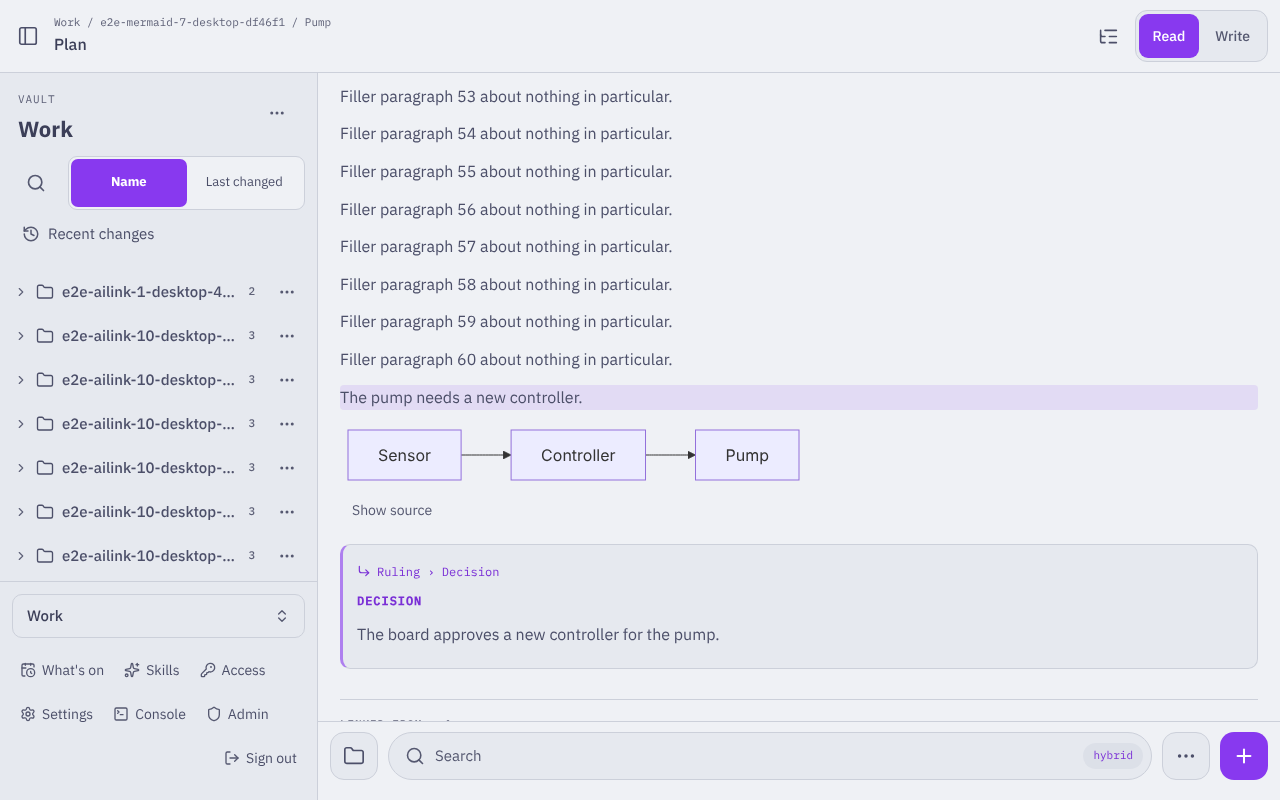 Work / e2e-mermaid-7-desktop-df46f1 / Pump
Plan
Read
Write
VAULT
Work
Name
Last changed
Recent changes
e2e-ailink-1-desktop-4... 2
e2e-ailink-10-desktop-... 3
e2e-ailink-10-desktop-... 3
e2e-ailink-10-desktop-... 3
e2e-ailink-10-desktop-... 3
e2e-ailink-10-desktop-... 3
e2e-ailink-10-desktop-... 3
Work
What's on
Skills
Access
Settings
Console
Admin
Sign out
Filler paragraph 53 about nothing in particular.
Filler paragraph 54 about nothing in particular.
Filler paragraph 55 about nothing in particular.
Filler paragraph 56 about nothing in particular.
Filler paragraph 57 about nothing in particular.
Filler paragraph 58 about nothing in particular.
Filler paragraph 59 about nothing in particular.
Filler paragraph 60 about nothing in particular.
The pump needs a new controller.
Sensor
Controller
Pump
Show source
Ruling › Decision
DECISION
The board approves a new controller for the pump.
Search
hybrid